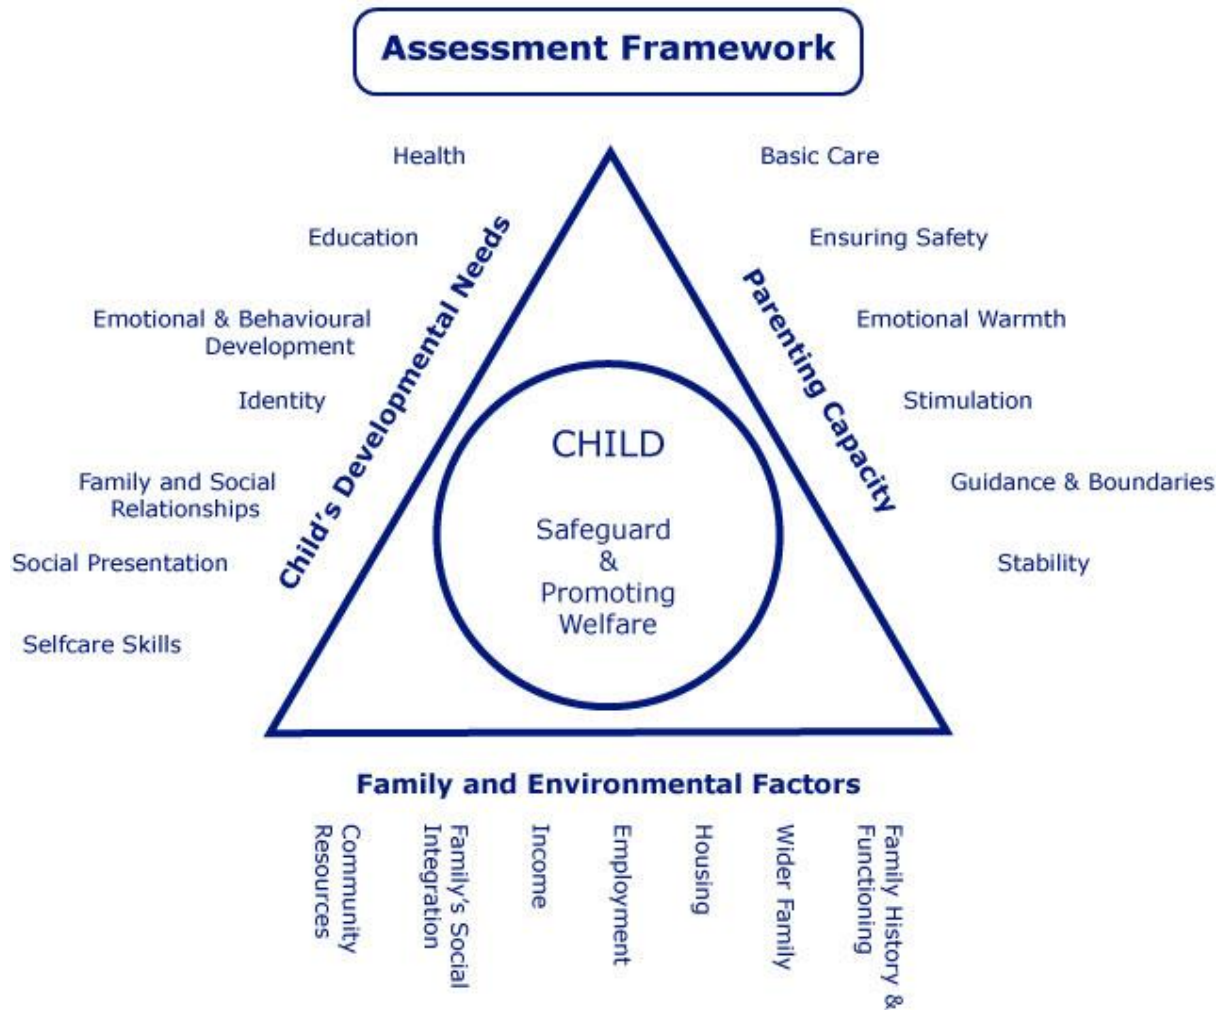 Assessment Framework
Health
Education
Emotional & Behavioural
Development
Identity
Family and Social
Relationships
Social Presentation
Selfcare Skills
Child's Developmental Needs
CHILD
Safeguard
&
Promoting
Welfare
Parenting Capacity
Basic Care
Ensuring Safety
Emotional Warmth
Stimulation
Guidance & Boundaries
Stability
Family and Environmental Factors
Community
Resources
Family's Social
Integration
Income
Employment
Housing
Wider Family
Family History &
Functioning